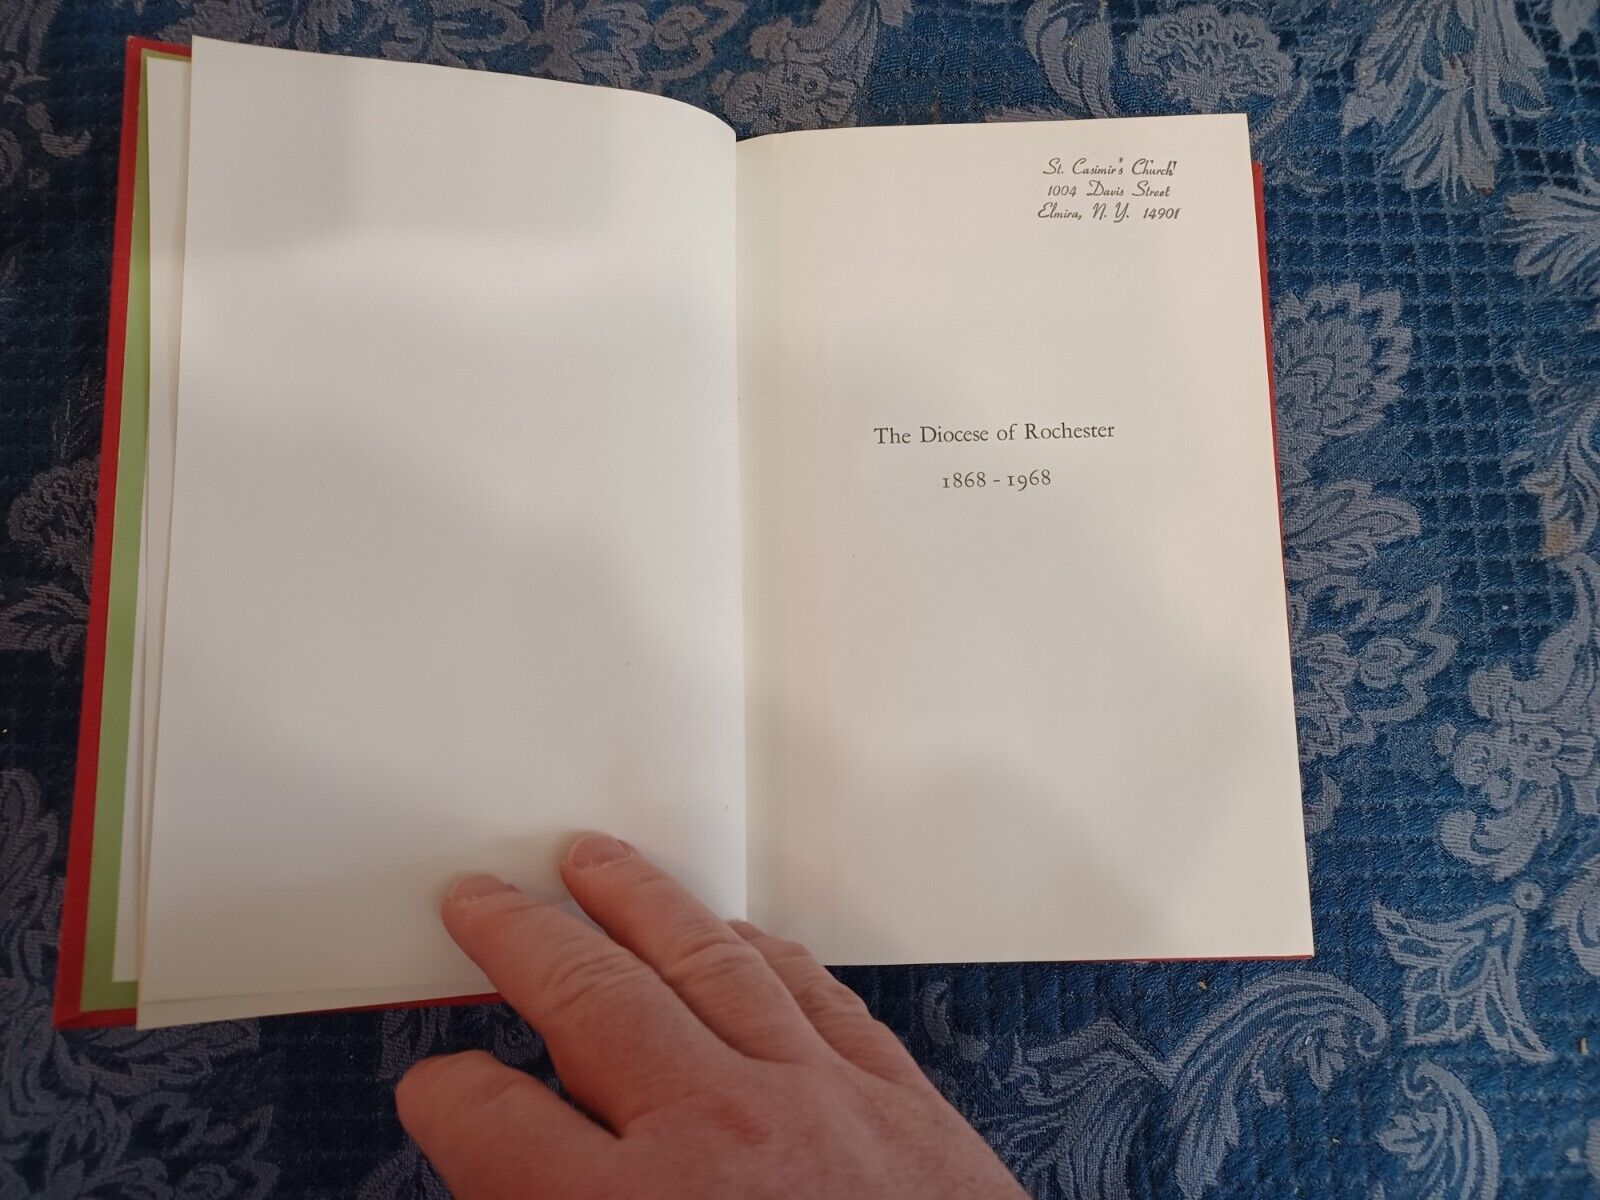 St. Casimir's Church
1004 Davis Street
Elmira, N. Y. 14901
The Diocese of Rochester
1868 - 1968